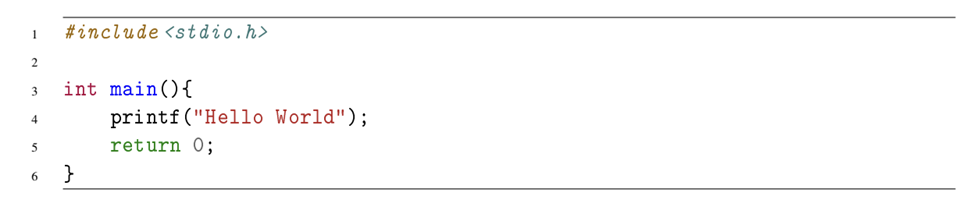 1 #include<stdio.h>
2
3 int main(){
4     printf("Hello World");
5     return 0;
6 }